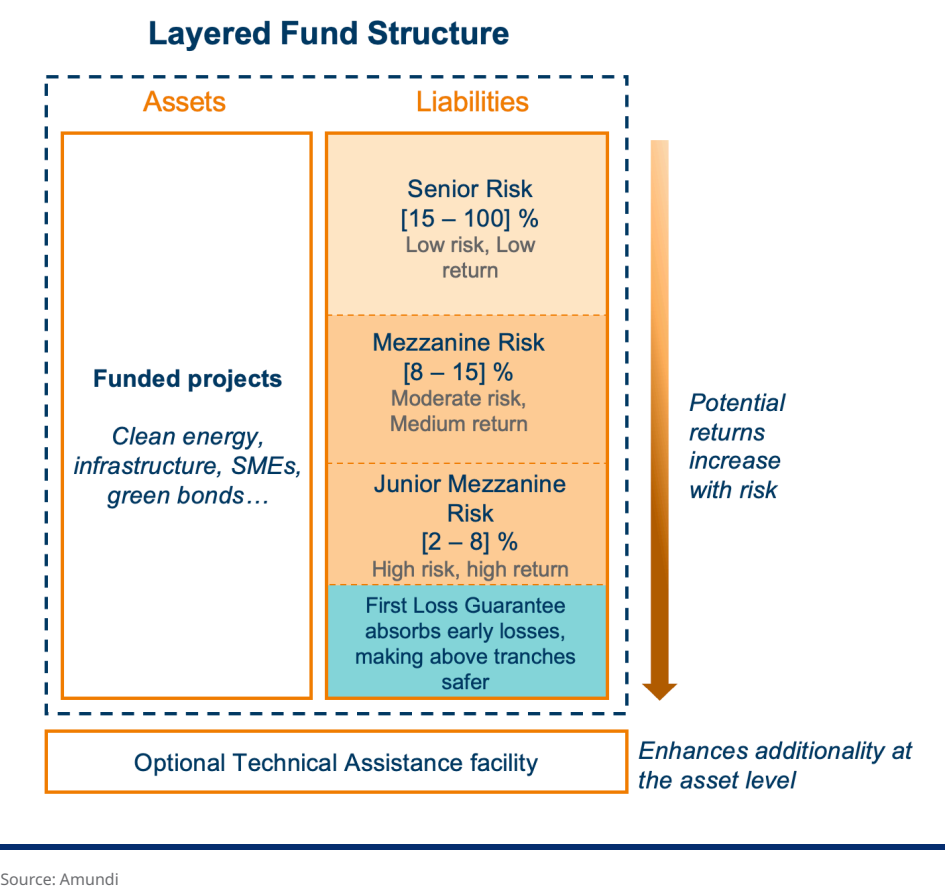 Layered Fund Structure
Assets
Liabilities
Funded projects
Clean energy,
infrastructure, SMEs,
green bonds…
Senior Risk
[15 – 100] %
Low risk, Low
return
Mezzanine Risk
[8 – 15] %
Moderate risk,
Medium return
Junior Mezzanine
Risk
[2 – 8] %
High risk, high return
First Loss Guarantee
absorbs early losses,
making above tranches
safer
Potential
returns
increase
with risk
Optional Technical Assistance facility
Enhances additionality at
the asset level
Source: Amundi